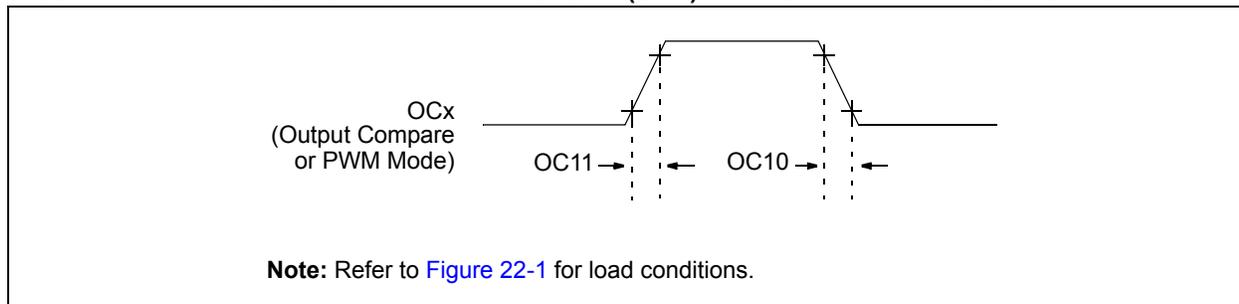 OCx
(Output Compare
or PWM Mode)
OC11
OC10
Note: Refer to Figure 22-1 for load conditions.